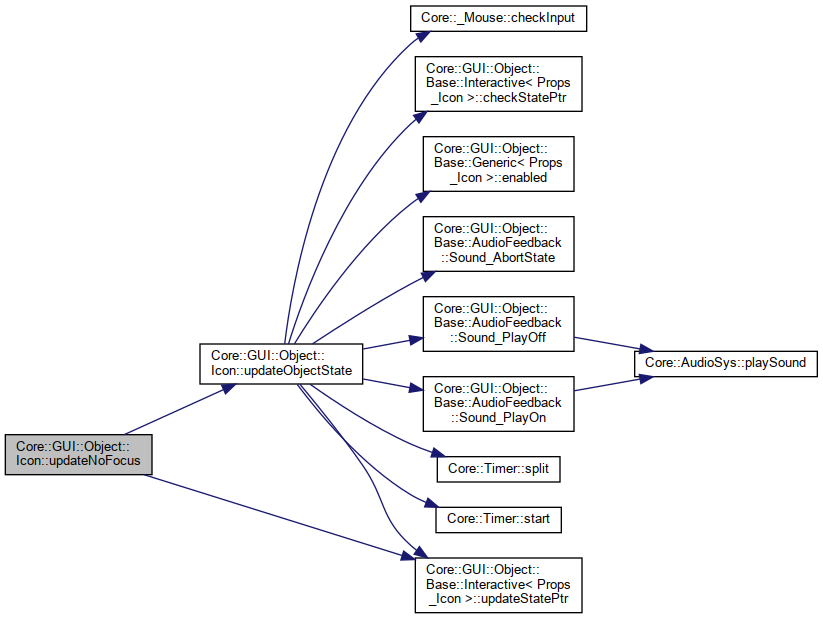 Core::_Mouse::checkInput
Core::GUI::Object::
Base::Interactive< Props
_Icon >::checkStatePtr
Core::GUI::Object::
Base::Generic< Props
_Icon >::enabled
Core::GUI::Object::
Base::AudioFeedback
::Sound_AbortState
Core::GUI::Object::
Base::AudioFeedback
::Sound_PlayOff
Core::AudioSys::playSound
Core::GUI::Object::
Icon::updateObjectState
Core::GUI::Object::
Base::AudioFeedback
::Sound_PlayOn
Core::GUI::Object::
Icon::updateNoFocus
Core::Timer::split
Core::Timer::start
Core::GUI::Object::
Base::Interactive< Props
_Icon >::updateStatePtr